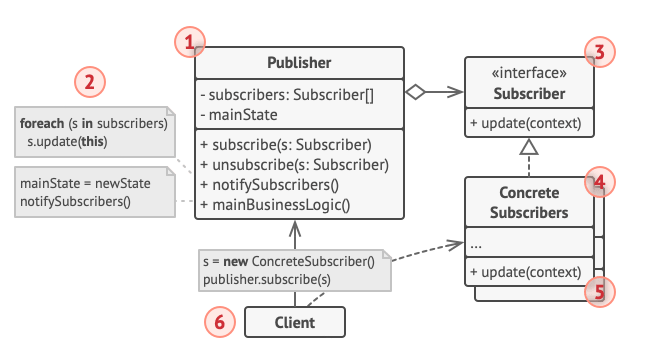 1
Publisher
- subscribers: Subscriber[]
- mainState
+ subscribe(s: Subscriber)
+ unsubscribe(s: Subscriber)
+ notifySubscribers()
+ mainBusinessLogic()
2
foreach (s in subscribers)
s.update(this)
mainState = newState
notifySubscribers()
3
«interface»
Subscriber
+ update(context)
4
Concrete
Subscribers
...
+ update(context)
5
s = new ConcreteSubscriber()
publisher.subscribe(s)
6
Client